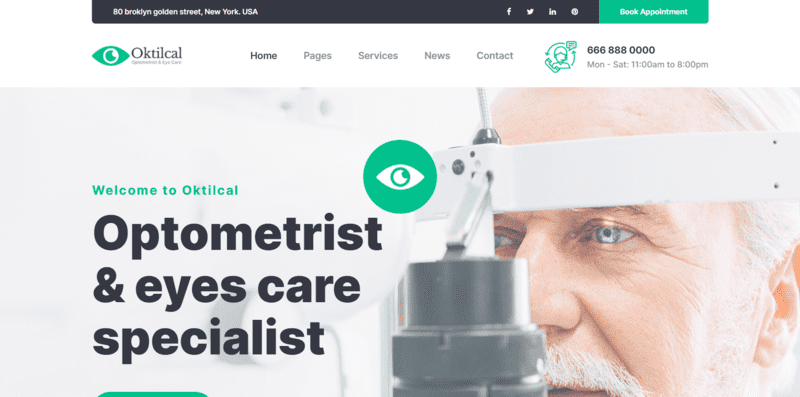 80 broklyn golden street, New York. USA
Book Appointment
Oktilcal
Optometrist & Eye Care
Home Pages Services News Contact
666 888 0000
Mon - Sat: 11:00am to 8:00pm
Welcome to Oktilcal
Optometrist
& eyes care
specialist